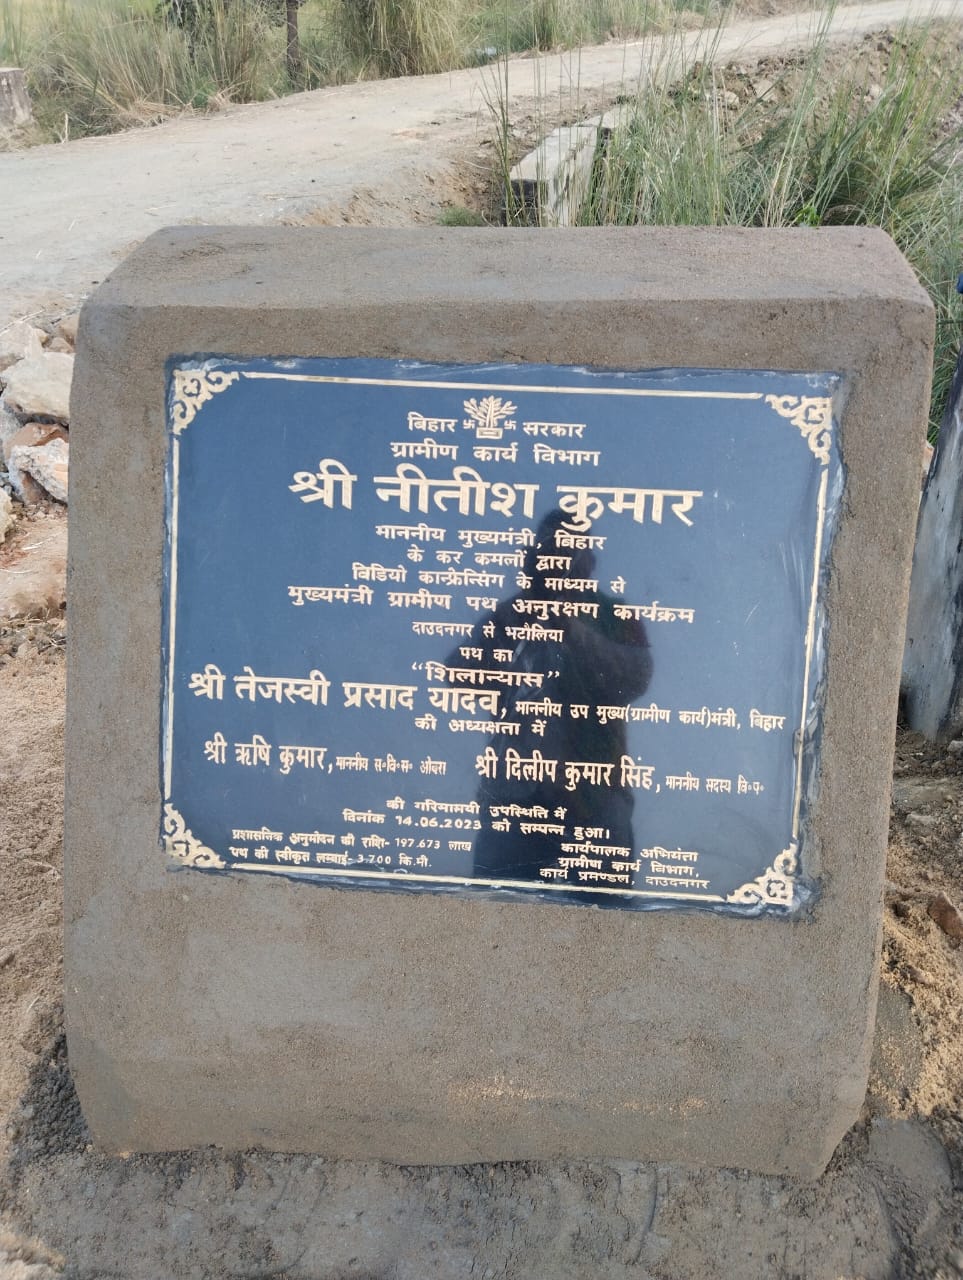 बिहार सरकार
ग्रामीण कार्य विभाग
श्री नीतीश कुमार
माननीय मुख्यमंत्री, बिहार
के कर कमलों द्वारा
विडियो कान्फ्रेन्सिंग के माध्यम से
मुख्यमंत्री ग्रामीण पथ अनुरक्षण कार्यक्रम
दाउदनगर से भटौलिया
पथ का
“शिलान्यास”
श्री तेजस्वी प्रसाद यादव, माननीय उप मुख्य(ग्रामीण कार्य)मंत्री, बिहार
की अध्यक्षता में
श्री ऋषि कुमार, माननीय स०वि०स० ओबरा श्री दिलीप कुमार सिंह, माननीय सदस्य वि०प०
की गरिमामयी उपस्थिति में
दिनांक 14.06.2023 को सम्पन्न हुआ।
प्रशासनिक अनुमोदन की राशि- 197.673 लाख
पथ की स्वीकृत लम्बाई- 3.700 कि.मी.
कार्यपालक अभियंता
ग्रामीण कार्य विभाग,
कार्य प्रमण्डल, दाउदनगर